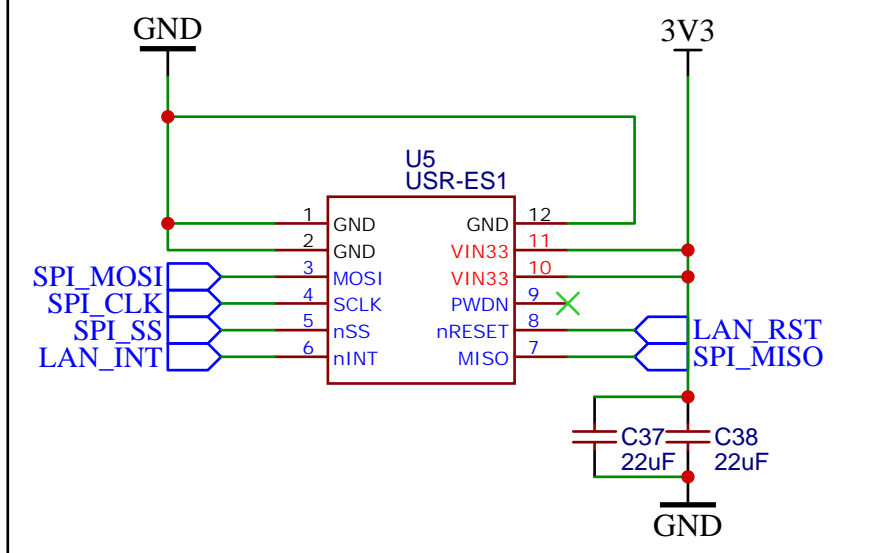 GND
3V3
U5
USR-ES1
1 GND GND 12
2 GND VIN33 11
SPI_MOSI 3 MOSI VIN33 10
SPI_CLK 4 SCLK PWDN 9
SPI_SS 5 nSS nRESET 8 LAN_RST
LAN_INT 6 nINT MISO 7 SPI_MISO
C37 C38
22uF 22uF
GND